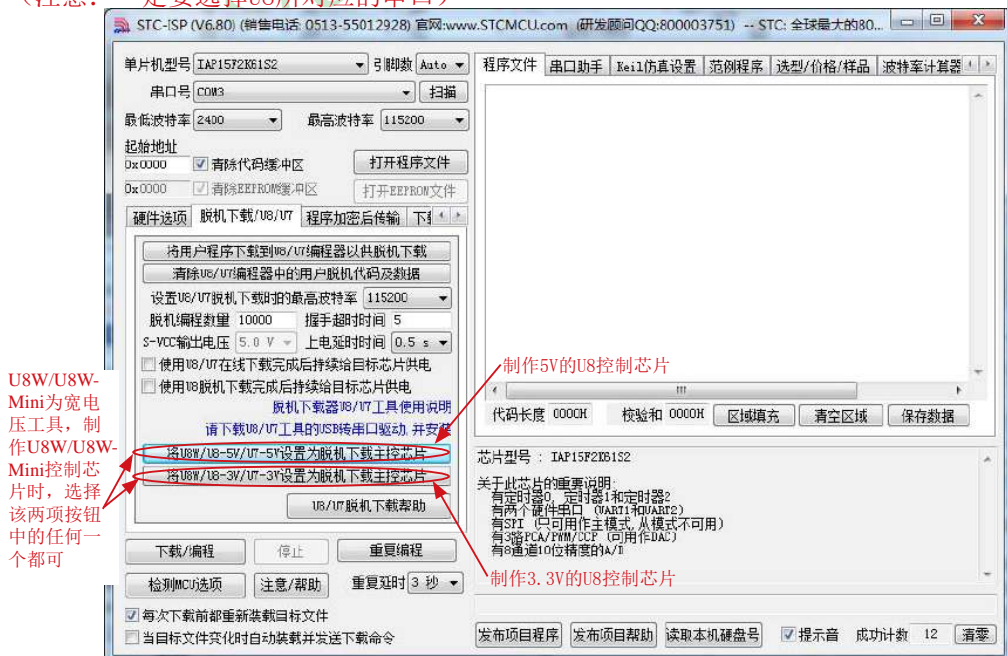 （注意：一定要选择U8所对应的串口）
STC-ISP (V6.80) (销售电话: 0513-55012928) 官网:www.STCMCU.com (研发顾问QQ:800003751) -- STC: 全球最大的80...
单片机型号 IAP15F2K61S2 引脚数 Auto
串口号 COM3 扫描
最低波特率 2400 最高波特率 115200
起始地址
0x0000 清除代码缓冲区 打开程序文件
0x0000 清除EEPROM缓冲区 打开EEPROM文件
硬件选项 脱机下载/U8/U7 程序加密后传输
将用户程序下载到U8/U7编程器以供脱机下载
清除U8/U7编程器中的用户脱机代码及数据
设置U8/U7脱机下载时的最高波特率 115200
脱机编程数量 10000 握手超时时间 5
S-VCC输出电压 5.0 V 上电延时时间 0.5 s
使用U8/U7在线下载完成后持续给目标芯片供电
使用U8脱机下载完成后持续给目标芯片供电
脱机下载器U8/U7工具使用说明
请下载U8/U7工具的USB转串口驱动,并安装
将U8W/U8-5V/U7-5V设置为脱机下载主控芯片
将U8W/U8-3V/U7-3V设置为脱机下载主控芯片
U8/U7脱机下载帮助
下载/编程 停止 重复编程
检测MCU选项 注意/帮助 重复延时 3 秒
每次下载前都重新装载目标文件
当目标文件变化时自动装载并发送下载命令
U8W/U8W-
Mini为宽电
压工具，制
作U8W/U8W-
Mini控制芯
片时，选择
该两项按钮
中的任何一
个都可
程序文件 串口助手 Keil仿真设置 范例程序 选型/价格/样品 波特率计算器
制作5V的U8控制芯片
代码长度 0000H 校验和 0000H 区域填充 清空区域 保存数据
芯片型号 : IAP15F2K61S2
关于此芯片的重要说明:
有定时器0, 定时器1和定时器2
有两个硬件串口 (UART1和UART2)
有SPI (只可用作主模式,从模式不可用)
有3路PCA/PWM/CCP (可用作DAC)
有8通道10位精度的A/D
制作3.3V的U8控制芯片
发布项目程序 发布项目帮助 读取本机硬盘号 提示音 成功计数 12 清零